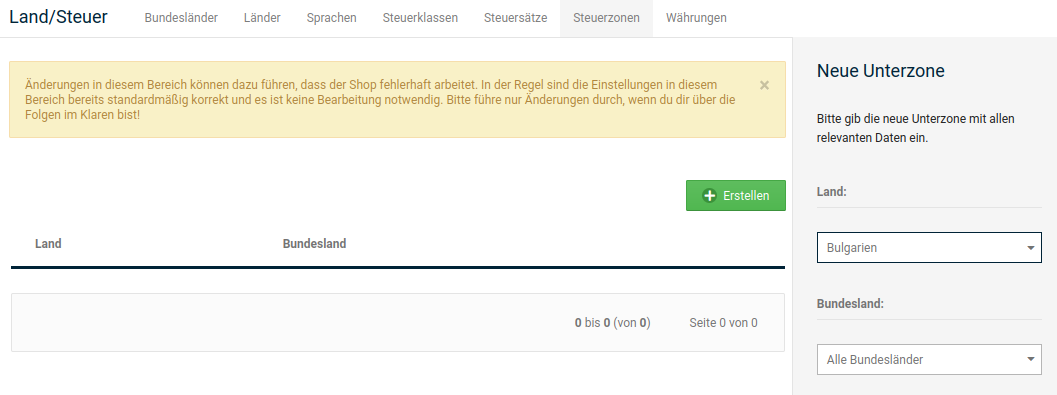 Land/Steuer Bundesländer Länder Sprachen Steuerklassen Steuersätze Steuerzonen Währungen
Änderungen in diesem Bereich können dazu führen, dass der Shop fehlerhaft arbeitet. In der Regel sind die Einstellungen in diesem
Bereich bereits standardmäßig korrekt und es ist keine Bearbeitung notwendig. Bitte führe nur Änderungen durch, wenn du dir über die
Folgen im Klaren bist!
×
Erstellen
Land Bundesland
0 bis 0 (von 0) Seite 0 von 0
Neue Unterzone
Bitte gib die neue Unterzone mit allen
relevanten Daten ein.
Land:
Bulgarien
Bundesland:
Alle Bundesländer